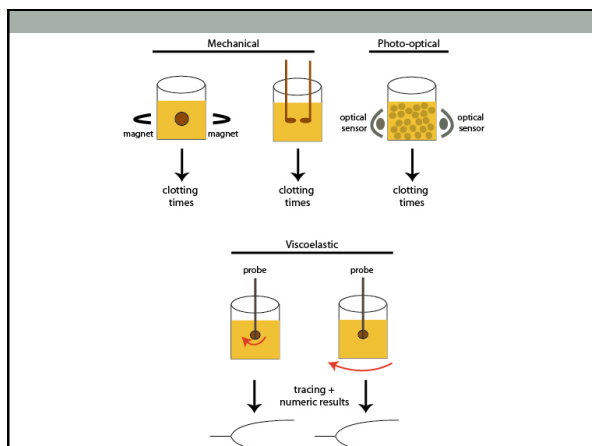 Mechanical
Photo-optical
magnet
magnet
optical
sensor
optical
sensor
clotting
times
clotting
times
clotting
times
Viscoelastic
probe
probe
tracing +
numeric results